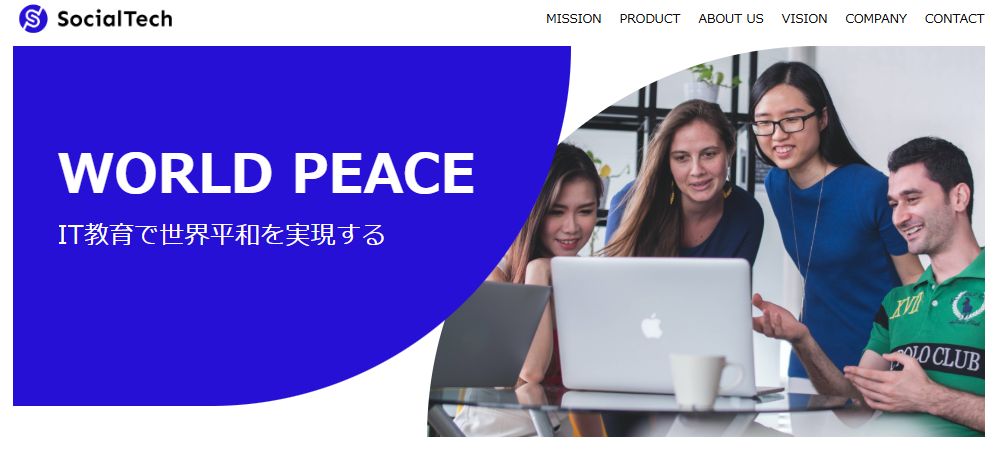 SocialTech
MISSION PRODUCT ABOUT US VISION COMPANY CONTACT
WORLD PEACE
IT教育で世界平和を実現する
XVII
POLO CLUB